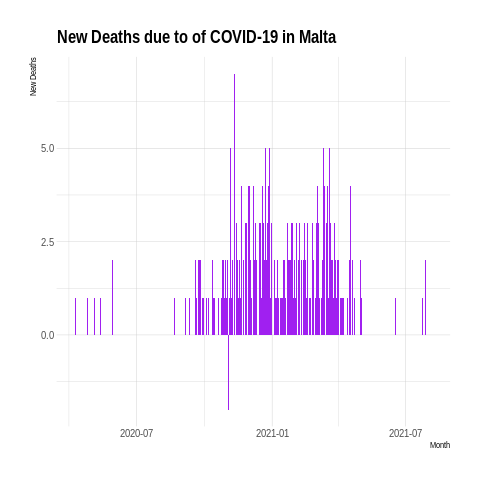 New Deaths due to of COVID-19 in Malta
New Deaths
5.0
2.5
0.0
2020-07
2021-01
2021-07
Month